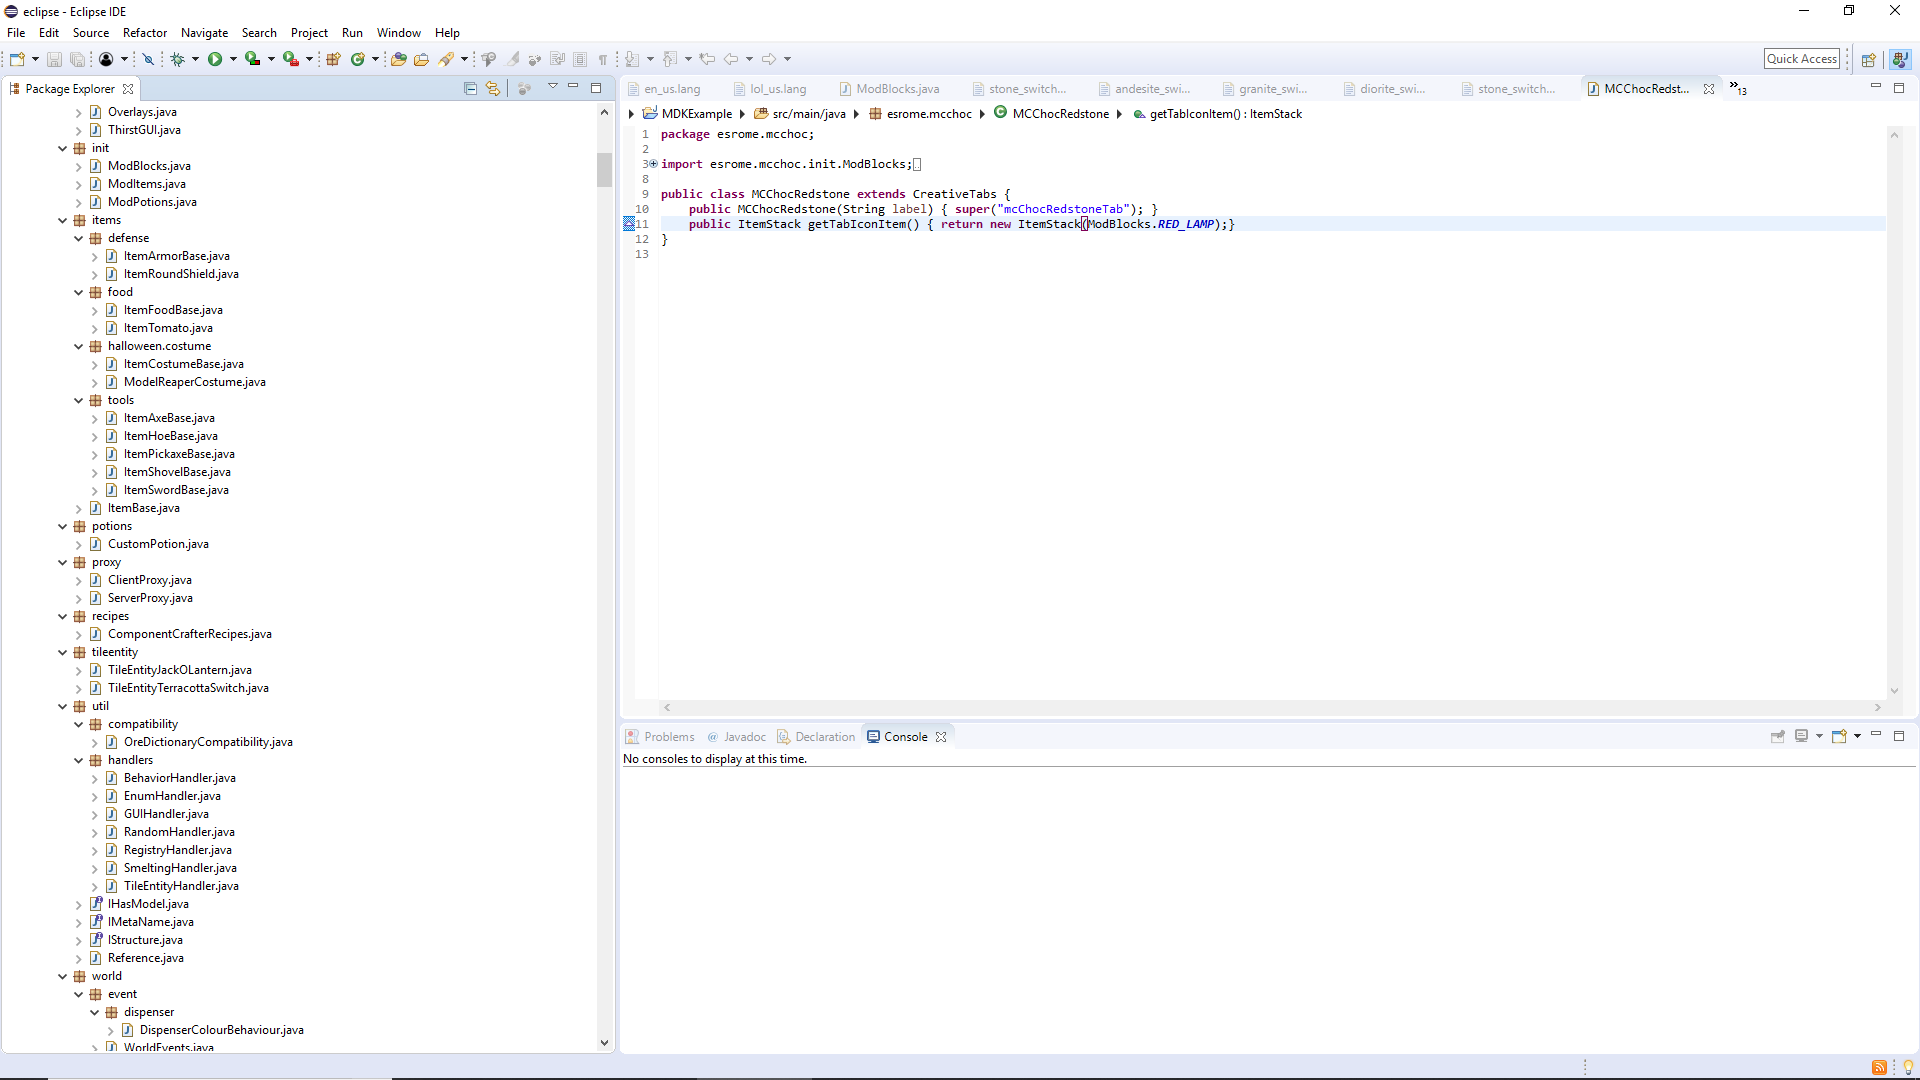 eclipse - Eclipse IDE
File Edit Source Refactor Navigate Search Project Run Window Help
Quick Access
Package Explorer
Overlays.java
ThirstGUI.java
init
ModBlocks.java
ModItems.java
ModPotions.java
items
defense
ItemArmorBase.java
ItemRoundShield.java
food
ItemFoodBase.java
ItemTomato.java
halloween.costume
ItemCostumeBase.java
ModelReaperCostume.java
tools
ItemAxeBase.java
ItemHoeBase.java
ItemPickaxeBase.java
ItemShovelBase.java
ItemSwordBase.java
ItemBase.java
potions
CustomPotion.java
proxy
ClientProxy.java
ServerProxy.java
recipes
ComponentCrafterRecipes.java
tileentity
TileEntityJackOLantern.java
TileEntityTerracottaSwitch.java
util
compatibility
OreDictionaryCompatibility.java
handlers
BehaviorHandler.java
EnumHandler.java
GUIHandler.java
RandomHandler.java
RegistryHandler.java
SmeltingHandler.java
TileEntityHandler.java
IHasModel.java
IMetaName.java
IStructure.java
Reference.java
world
event
dispenser
DispenserColourBehaviour.java
WorldEvents.java
en_us.lang lol_us.lang ModBlocks.java stone_switch... andesite_swi... granite_swi... diorite_swi... stone_switch... MCChocRedst... »13
MDKExample src/main/java esrome.mcchoc MCChocRedstone getTabIconItem() : ItemStack
1 package esrome.mcchoc;
2
3 import esrome.mcchoc.init.ModBlocks;
8
9 public class MCChocRedstone extends CreativeTabs {
10 public MCChocRedstone(String label) { super("mcChocRedstoneTab"); }
11 public ItemStack getTabIconItem() { return new ItemStack(ModBlocks.RED_LAMP);}
12 }
13
Problems @ Javadoc Declaration Console
No consoles to display at this time.